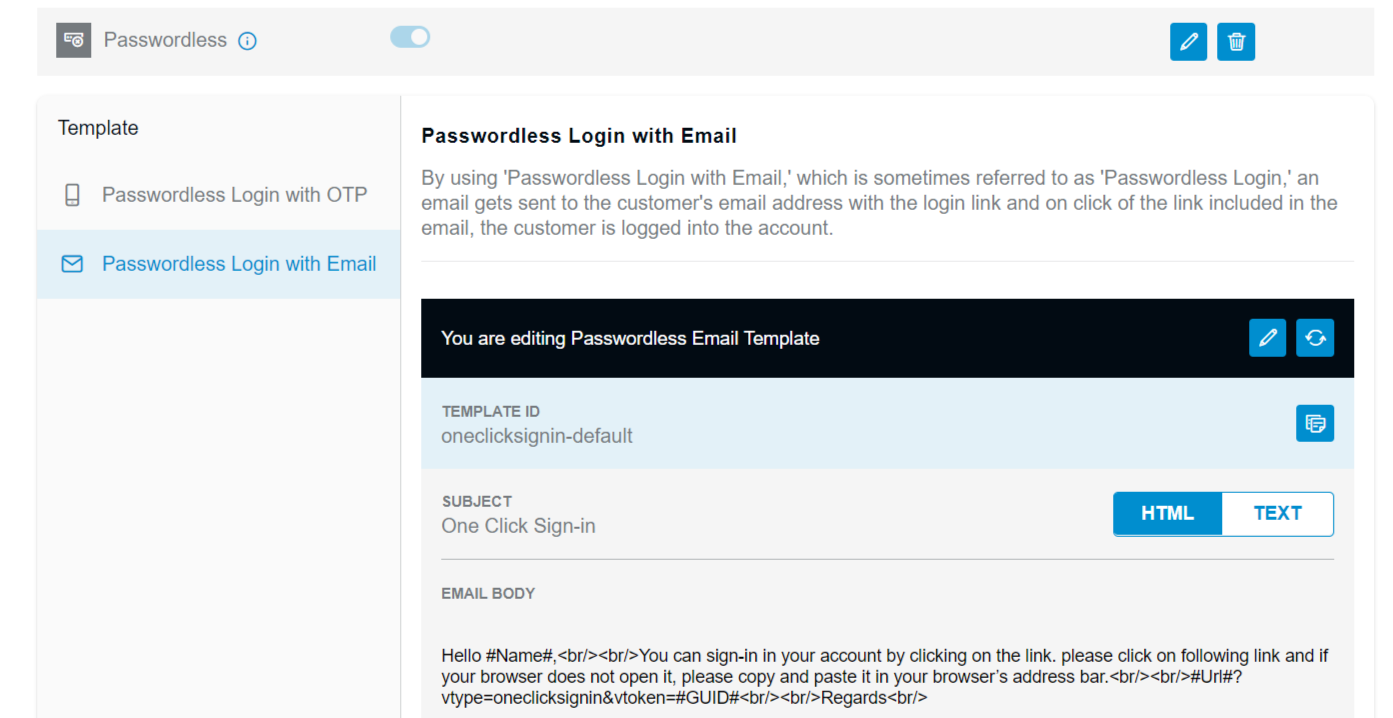 Passwordless
Template
Passwordless Login with OTP
Passwordless Login with Email
Passwordless Login with Email
By using 'Passwordless Login with Email,' which is sometimes referred to as 'Passwordless Login,' an
email gets sent to the customer's email address with the login link and on click of the link included in the
email, the customer is logged into the account.
You are editing Passwordless Email Template
TEMPLATE ID
oneclicksignin-default
SUBJECT
One Click Sign-in
HTML TEXT
EMAIL BODY
Hello #Name#,<br/><br/>You can sign-in in your account by clicking on the link. please click on following link and if
your browser does not open it, please copy and paste it in your browser’s address bar.<br/><br/>#Url#?
vtype=oneclicksignin&vtoken=#GUID#<br/><br/>Regards<br/>